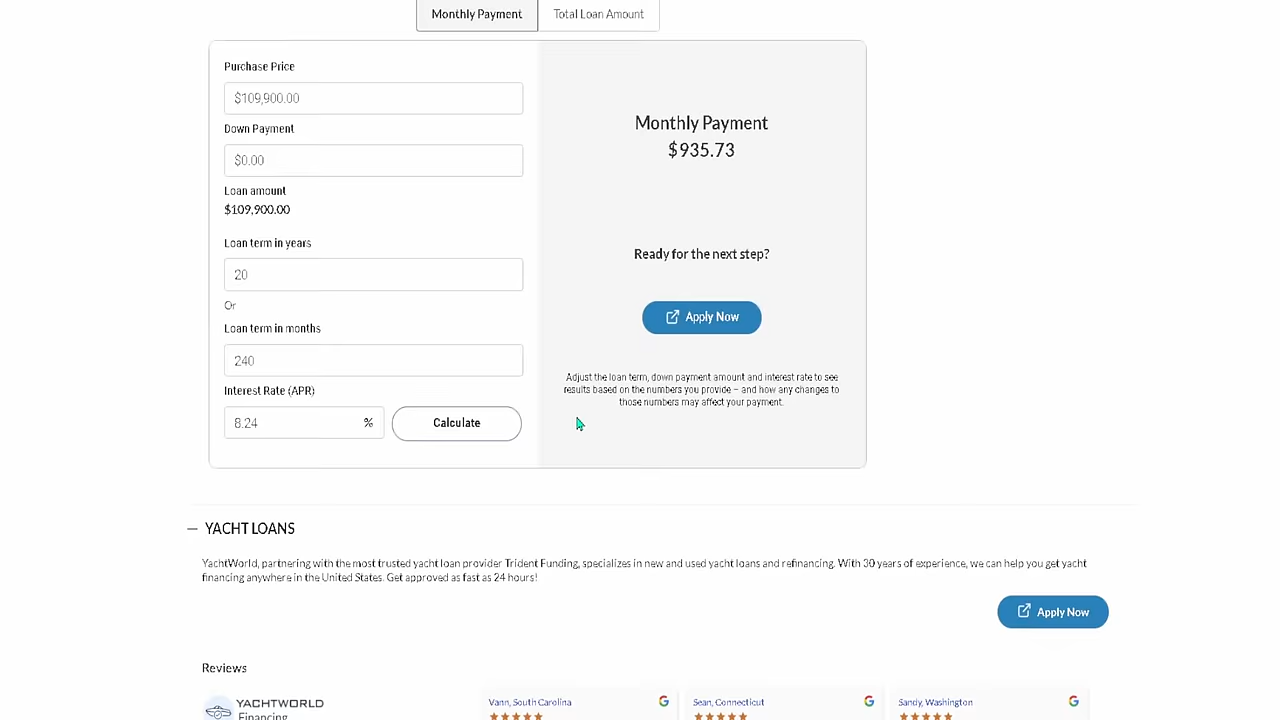 Monthly Payment
Total Loan Amount
Purchase Price
$109,900.00
Down Payment
$0.00
Loan amount
$109,900.00
Loan term in years
20
Or
Loan term in months
240
Interest Rate (APR)
8.24 %
Calculate
Monthly Payment
$935.73
Ready for the next step?
Apply Now
Adjust the loan term, down payment amount and interest rate to see
results based on the numbers you provide – and how any changes to
those numbers may affect your payment.
YACHT LOANS
YachtWorld, partnering with the most trusted yacht loan provider Trident Funding, specializes in new and used yacht loans and refinancing. With 30 years of experience, we can help you get yacht
financing anywhere in the United States. Get approved as fast as 24 hours!
Apply Now
Reviews
YACHTWORLD
Financing
Vann, South Carolina
Sean, Connecticut
Sandy, Washington